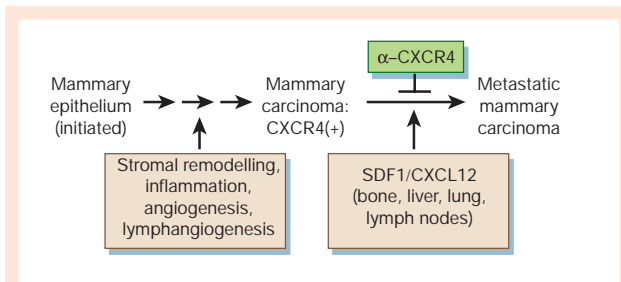 α–CXCR4
Mammary
epithelium
(initiated)
Mammary
carcinoma:
CXCR4(+)
Metastatic
mammary
carcinoma
Stromal remodelling,
inflammation,
angiogenesis,
lymphangiogenesis
SDF1/CXCL12
(bone, liver, lung,
lymph nodes)